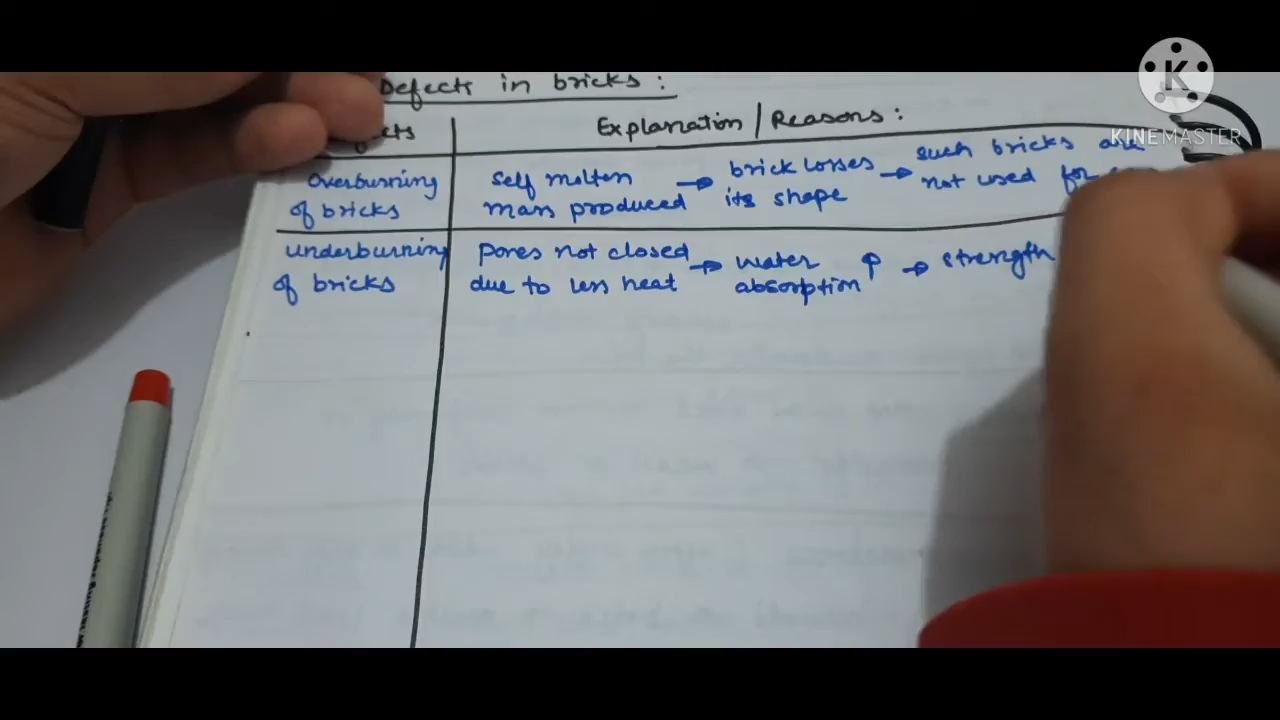 Defects in bricks :
Explanation / Reasons :
overburning of bricks
self molten mass produced → brick losses its shape → such bricks are not used for
underburning of bricks
Pores not closed due to less heat → water absorption ↑ → strength
K
KINEMASTER